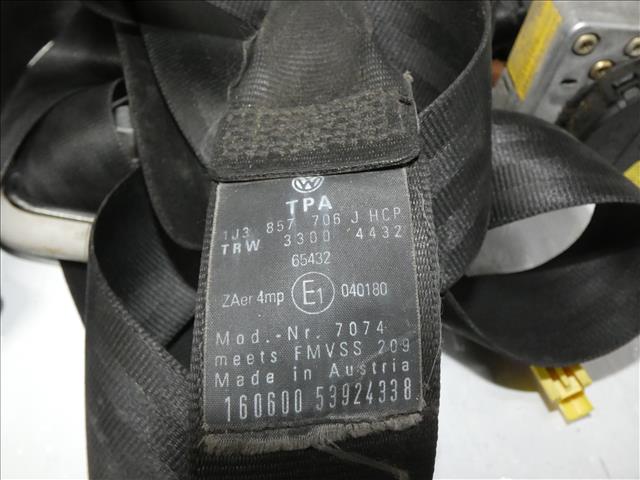 TPA
1J3 857 706 J HCP
TRW 3300 4432
65432
ZAer 4mp E1 040180
Mod.-Nr. 7074
meets FMVSS 209
Made in Austria
160600 53924338